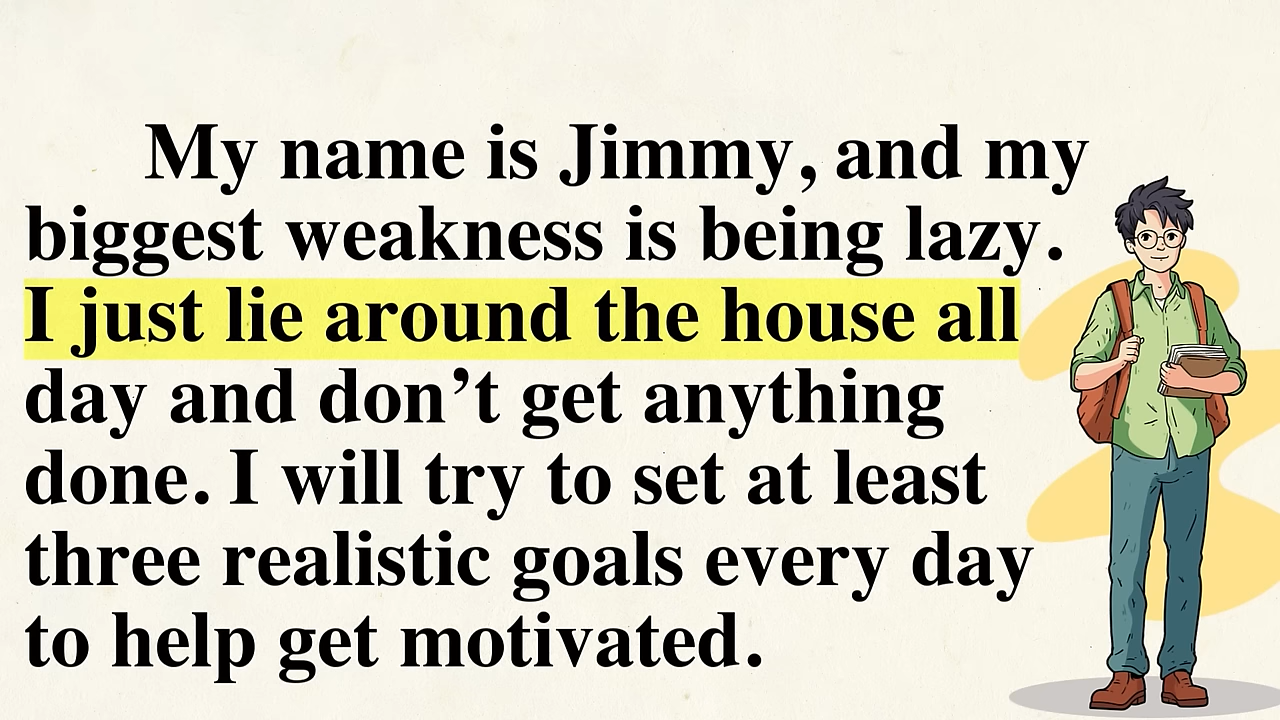 My name is Jimmy, and my
biggest weakness is being lazy.
I just lie around the house all
day and don’t get anything
done. I will try to set at least
three realistic goals every day
to help get motivated.